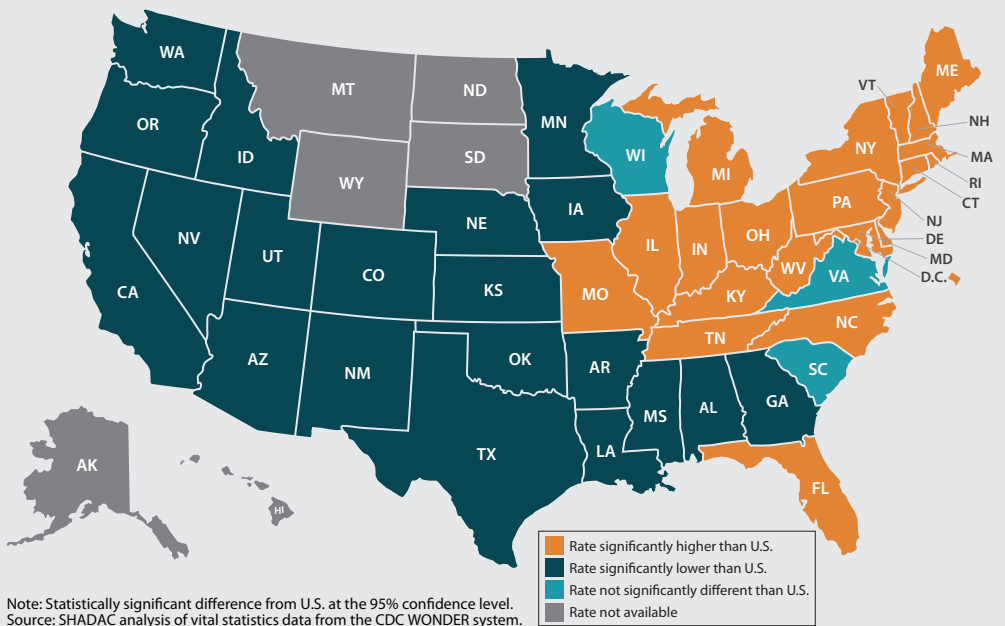 WA
MT
ND
MN
OR
ID
WY
SD
WI
MI
ME
VT
NH
NY
MA
RI
CT
NV
UT
CO
NE
IA
IL
IN
OH
PA
NJ
DE
MD
D.C.
CA
KS
MO
KY
WV
VA
AZ
NM
OK
AR
TN
NC
SC
TX
LA
MS
AL
GA
FL
AK
HI
Rate significantly higher than U.S.
Rate significantly lower than U.S.
Rate not significantly different than U.S.
Rate not available
Note: Statistically significant difference from U.S. at the 95% confidence level.
Source: SHADAC analysis of vital statistics data from the CDC WONDER system.